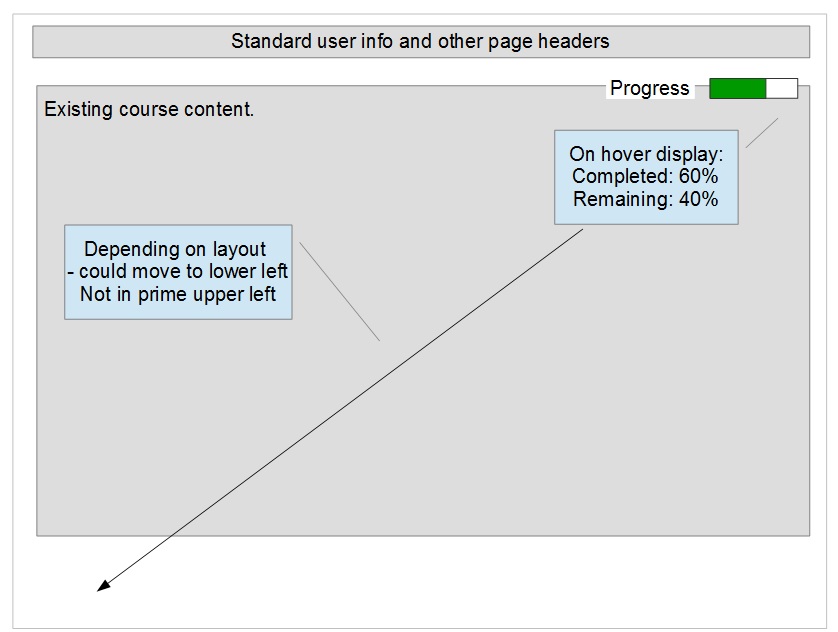 Standard user info and other page headers
Progress
Existing course content.
On hover display:
Completed: 60%
Remaining: 40%
Depending on layout
- could move to lower left
Not in prime upper left